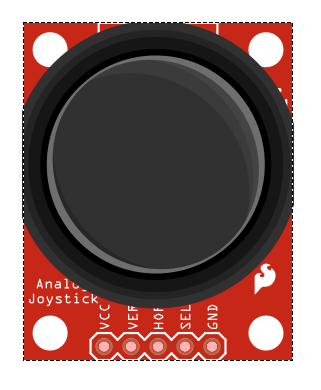 Analog
Joystick
VCC
VER
HOR
SEL
GND